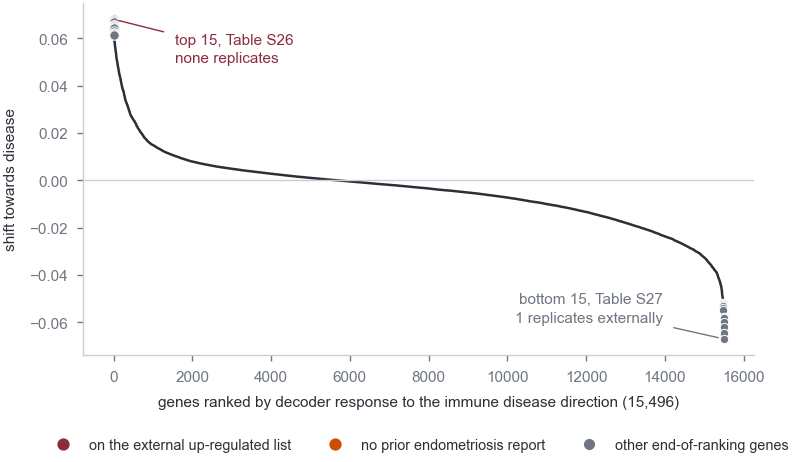 top 15, Table S26
none replicates
0.06
0.04
0.02
0.00
−0.02
−0.04
−0.06
shift towards disease
bottom 15, Table S27
1 replicates externally
0 2000 4000 6000 8000 10000 12000 14000 16000
genes ranked by decoder response to the immune disease direction (15,496)
on the external up-regulated list no prior endometriosis report other end-of-ranking genes